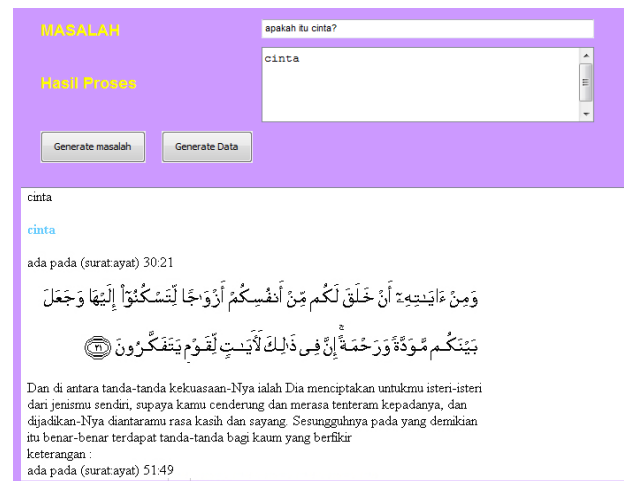 MASALAH
apakah itu cinta?
Hasil Proses
cinta
Generate masalah
Generate Data
cinta
cinta
ada pada (surat:ayat) 30:21
وَمِنْ ءَايَـٰتِهِۦٓ أَنْ خَلَقَ لَكُم مِّنْ أَنفُسِكُمْ أَزْوَٰجًا لِّتَسْكُنُوٓا۟ إِلَيْهَا وَجَعَلَ
بَيْنَكُم مَّوَدَّةً وَرَحْمَةً ۚ إِنَّ فِى ذَٰلِكَ لَـَٔايَـٰتٍ لِّقَوْمٍ يَتَفَكَّرُونَ ﴿٢١﴾
Dan di antara tanda-tanda kekuasaan-Nya ialah Dia menciptakan untukmu isteri-isteri
dari jenismu sendiri, supaya kamu cenderung dan merasa tenteram kepadanya, dan
dijadikan-Nya diantaramu rasa kasih dan sayang. Sesungguhnya pada yang demikian
itu benar-benar terdapat tanda-tanda bagi kaum yang berfikir
keterangan :
ada pada (surat:ayat) 51:49